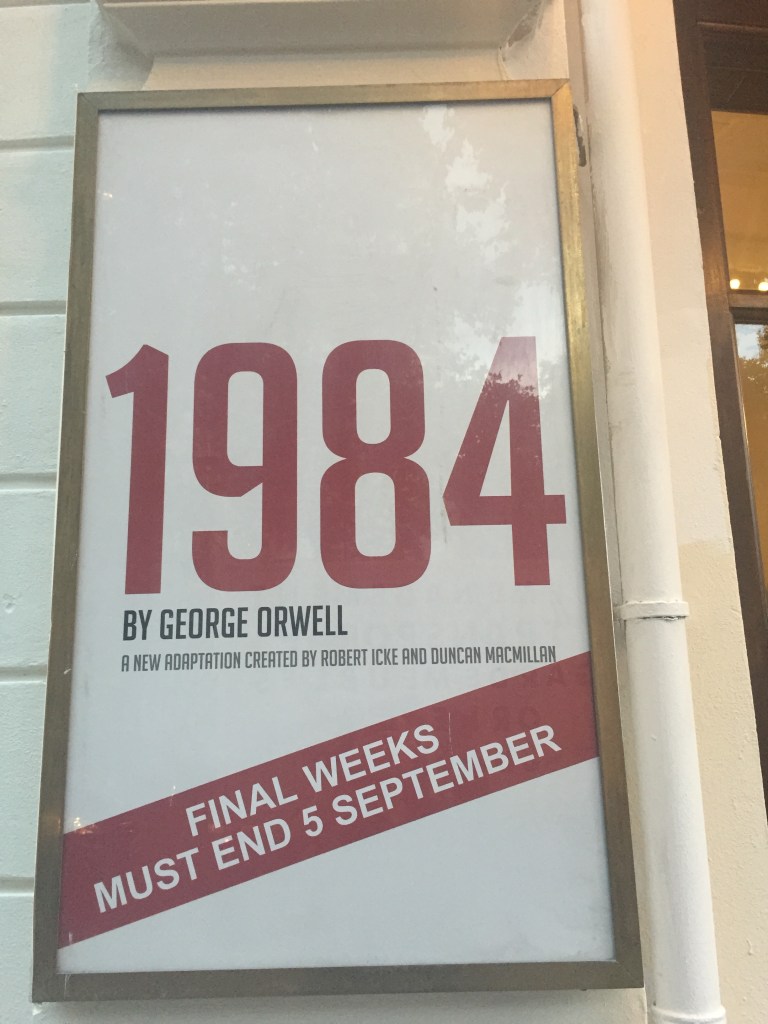 1984
BY GEORGE ORWELL
A NEW ADAPTATION CREATED BY ROBERT ICKE AND DUNCAN MACMILLAN
FINAL WEEKS
MUST END 5 SEPTEMBER